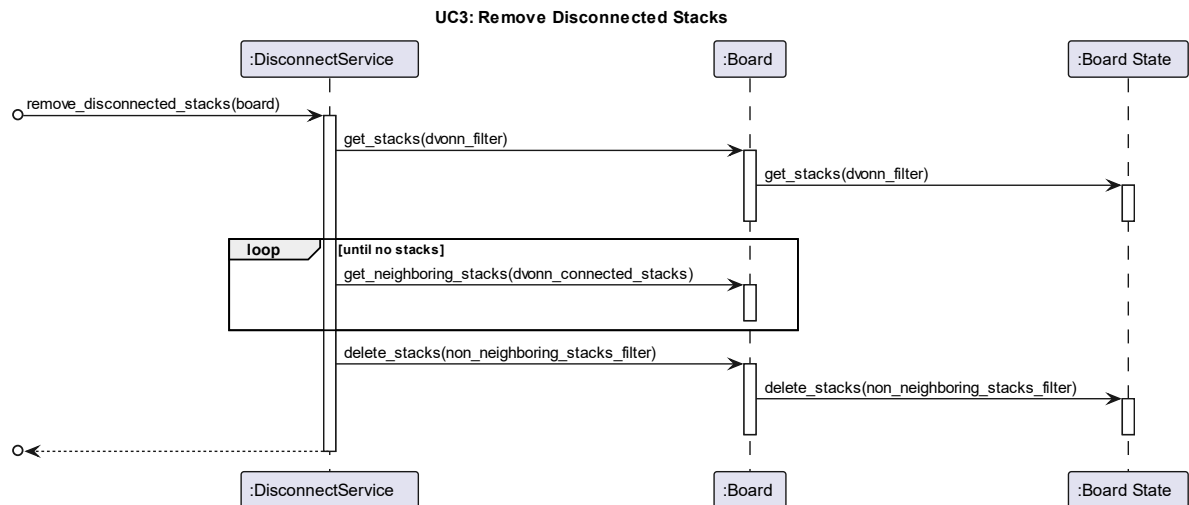 UC3: Remove Disconnected Stacks
:DisconnectService
:Board
:Board State
remove_disconnected_stacks(board)
get_stacks(dvonn_filter)
get_stacks(dvonn_filter)
loop
[until no stacks]
get_neighboring_stacks(dvonn_connected_stacks)
delete_stacks(non_neighboring_stacks_filter)
delete_stacks(non_neighboring_stacks_filter)
:DisconnectService
:Board
:Board State